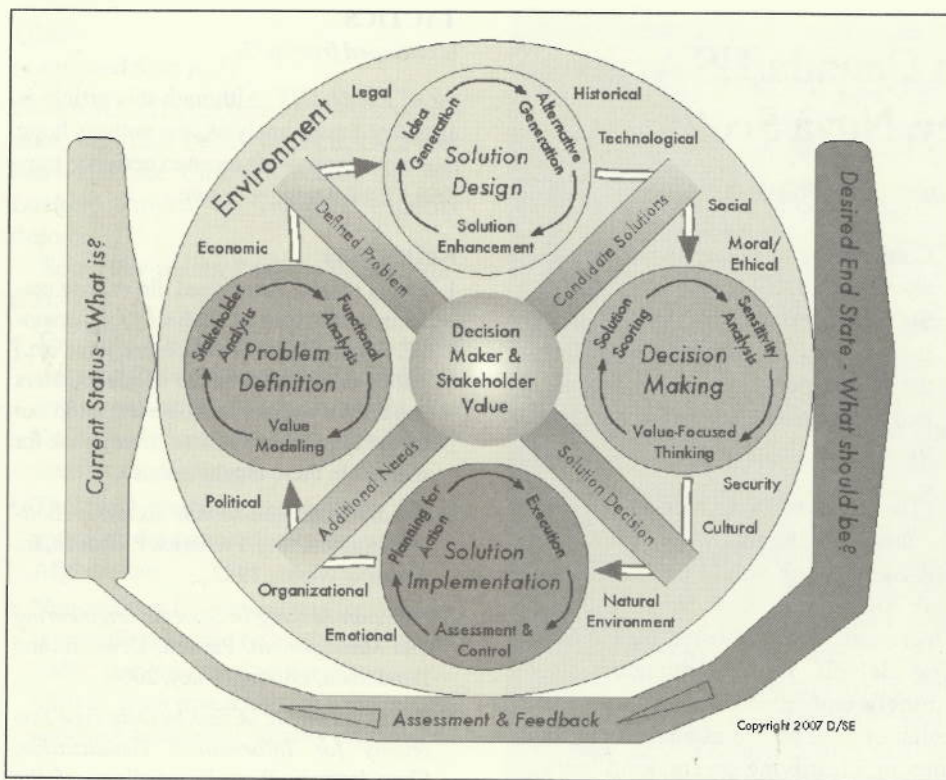 TACTICS
Legal
Historical
Environment
Idea
Generation
Alternative
Generation
Technological
Solution
Design
Solution
Enhancement
Defined Problem
Candidate Solutions
Social
Economic
Moral/
Ethical
Current Status - What is?
Stakeholder
Analysis
Functional
Analysis
Problem
Definition
Value
Modeling
Decision
Maker &
Stakeholder
Value
Solution
Scoring
Sensitivity
Analysis
Decision
Making
Value-Focused
Thinking
Desired End State - What should be?
Political
Additional Needs
Solution Decision
Security
Cultural
Planning for
Action
Execution
Solution
Implementation
Assessment &
Control
Organizational
Emotional
Natural
Environment
Assessment & Feedback
Copyright 2007 D/SE